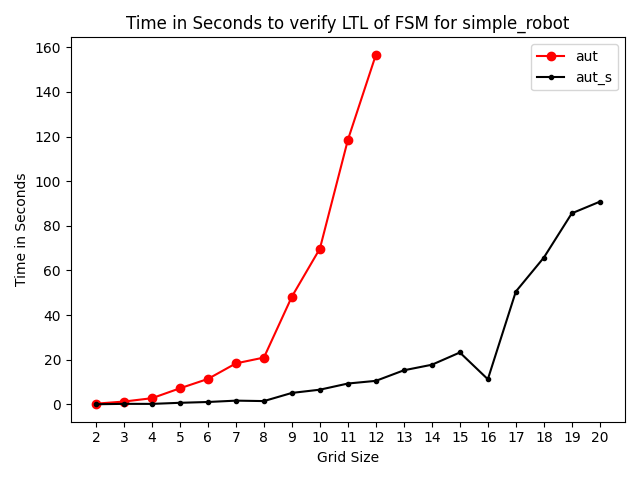 Time in Seconds to verify LTL of FSM for simple_robot
aut
aut_s
Time in Seconds
160
140
120
100
80
60
40
20
0
2 3 4 5 6 7 8 9 10 11 12 13 14 15 16 17 18 19 20
Grid Size